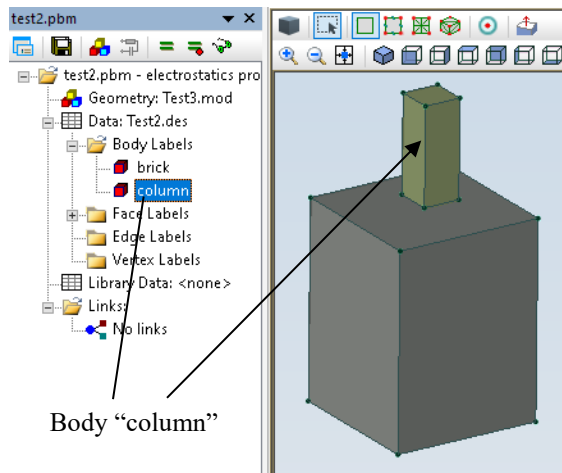 test2.pbm
test2.pbm - electrostatics pro
Geometry: Test3.mod
Data: Test2.des
Body Labels
brick
column
Face Labels
Edge Labels
Vertex Labels
Library Data: <none>
Links:
No links
Body “column”